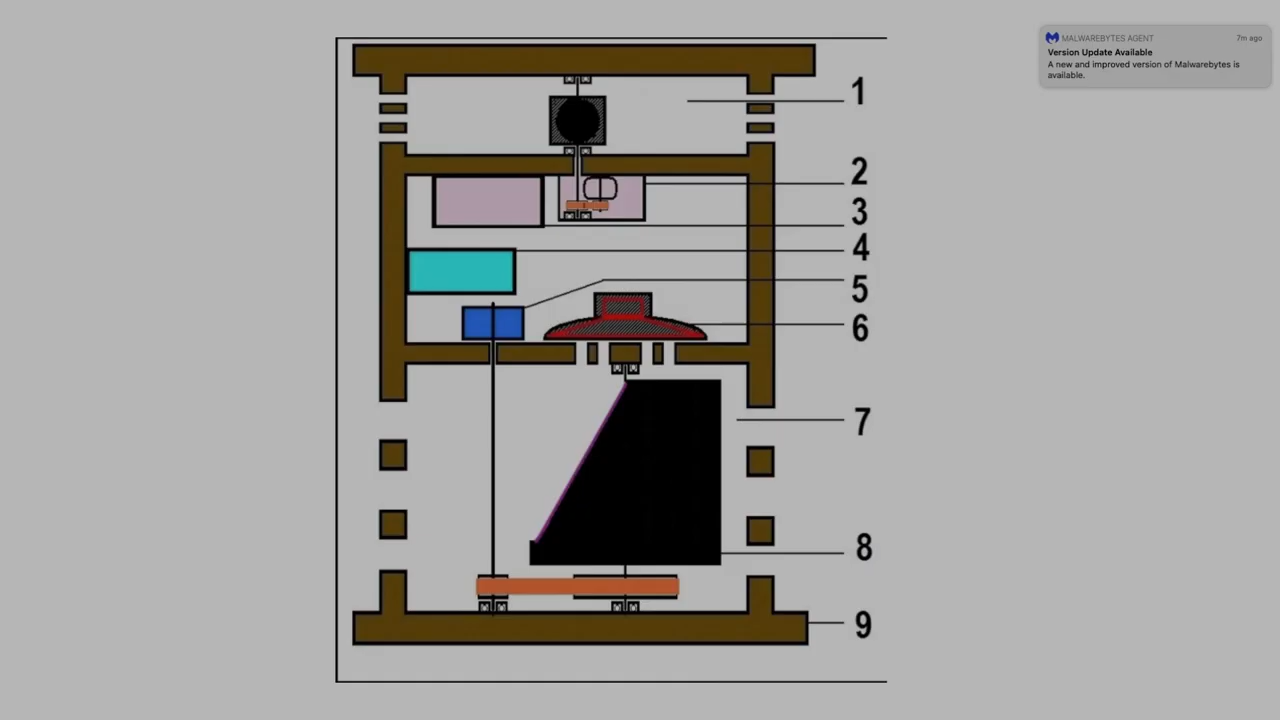 MALWAREBYTES AGENT 7m ago
Version Update Available
A new and improved version of Malwarebytes is
available.
1
2
3
4
5
6
7
8
9